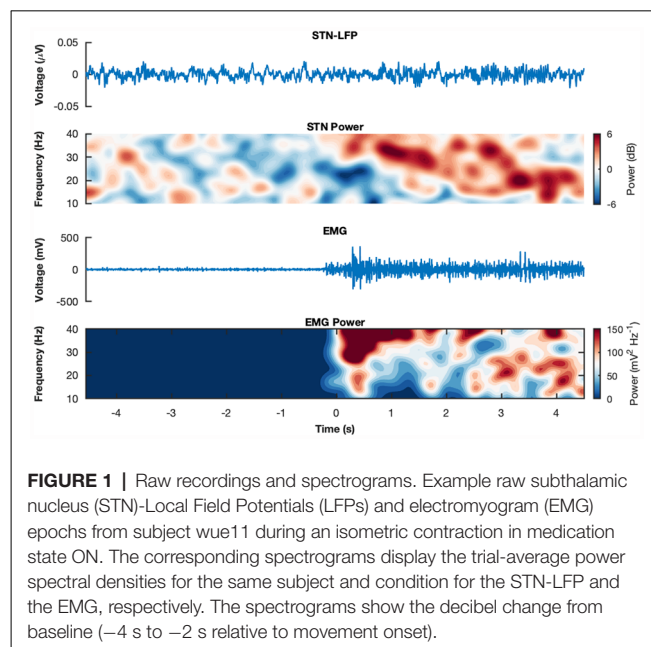 STN-LFP
Voltage (μV)
0.05
0
-0.05
STN Power
Frequency (Hz)
40
30
20
10
6
0
-6
Power (dB)
EMG
Voltage (mV)
500
0
-500
EMG Power
Frequency (Hz)
40
30
20
10
150
100
50
0
Power (mV² Hz⁻¹)
-4 -3 -2 -1 0 1 2 3 4
Time (s)
FIGURE 1 | Raw recordings and spectrograms. Example raw subthalamic
nucleus (STN)-Local Field Potentials (LFPs) and electromyogram (EMG)
epochs from subject wue11 during an isometric contraction in medication
state ON. The corresponding spectrograms display the trial-average power
spectral densities for the same subject and condition for the STN-LFP and
the EMG, respectively. The spectrograms show the decibel change from
baseline (−4 s to −2 s relative to movement onset).